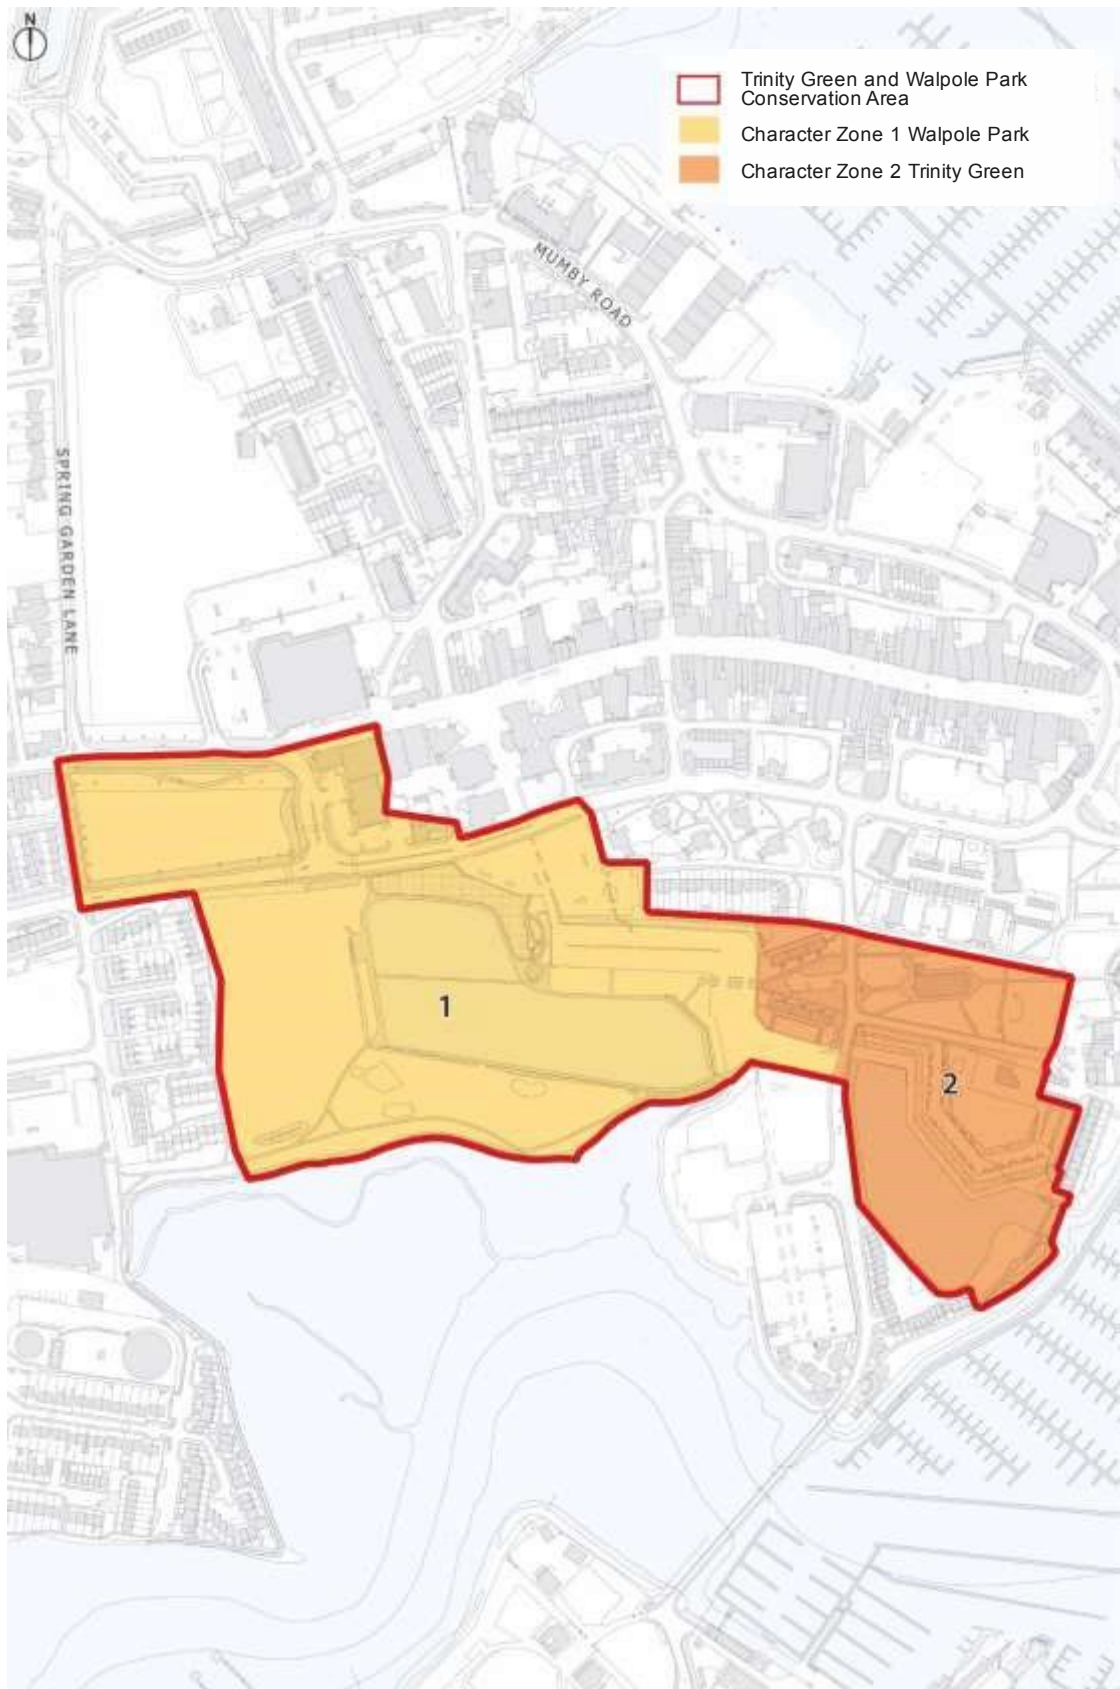 N
Trinity Green and Walpole Park
Conservation Area
Character Zone 1 Walpole Park
Character Zone 2 Trinity Green
MUMBY ROAD
SPRING GARDEN LANE
1
2